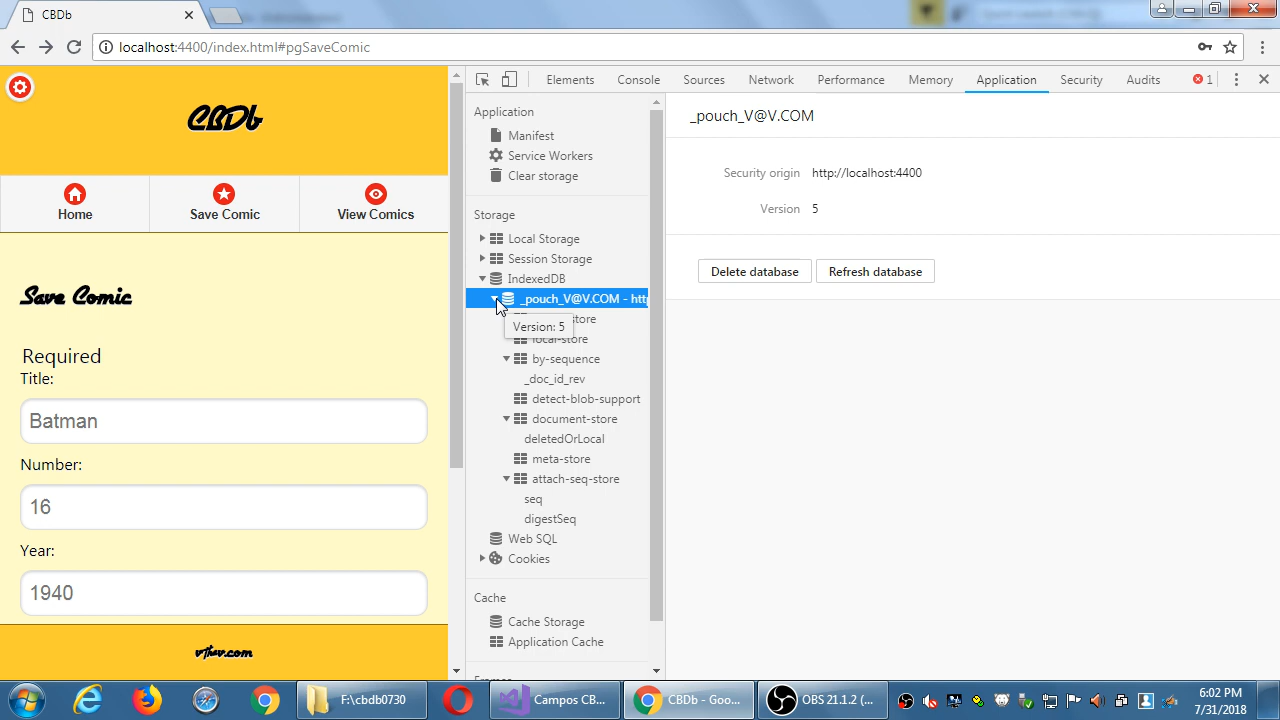 CBDb
localhost:4400/index.html#pgSaveComic
CBDb
Home
Save Comic
View Comics
Save Comic
Required
Title:
Batman
Number:
16
Year:
1940
vThev.com
Elements
Console
Sources
Network
Performance
Memory
Application
Security
Audits
1
Application
Manifest
Service Workers
Clear storage
Storage
Local Storage
Session Storage
IndexedDB
_pouch_V@V.COM - http
store
Version: 5
local-store
by-sequence
_doc_id_rev
detect-blob-support
document-store
deletedOrLocal
meta-store
attach-seq-store
seq
digestSeq
Web SQL
Cookies
Cache
Cache Storage
Application Cache
Frames
_pouch_V@V.COM
Security origin http://localhost:4400
Version 5
Delete database
Refresh database
F:\cbdb0730
Campos CB...
CBDb - Goo...
OBS 21.1.2 (...
6:02 PM
7/31/2018